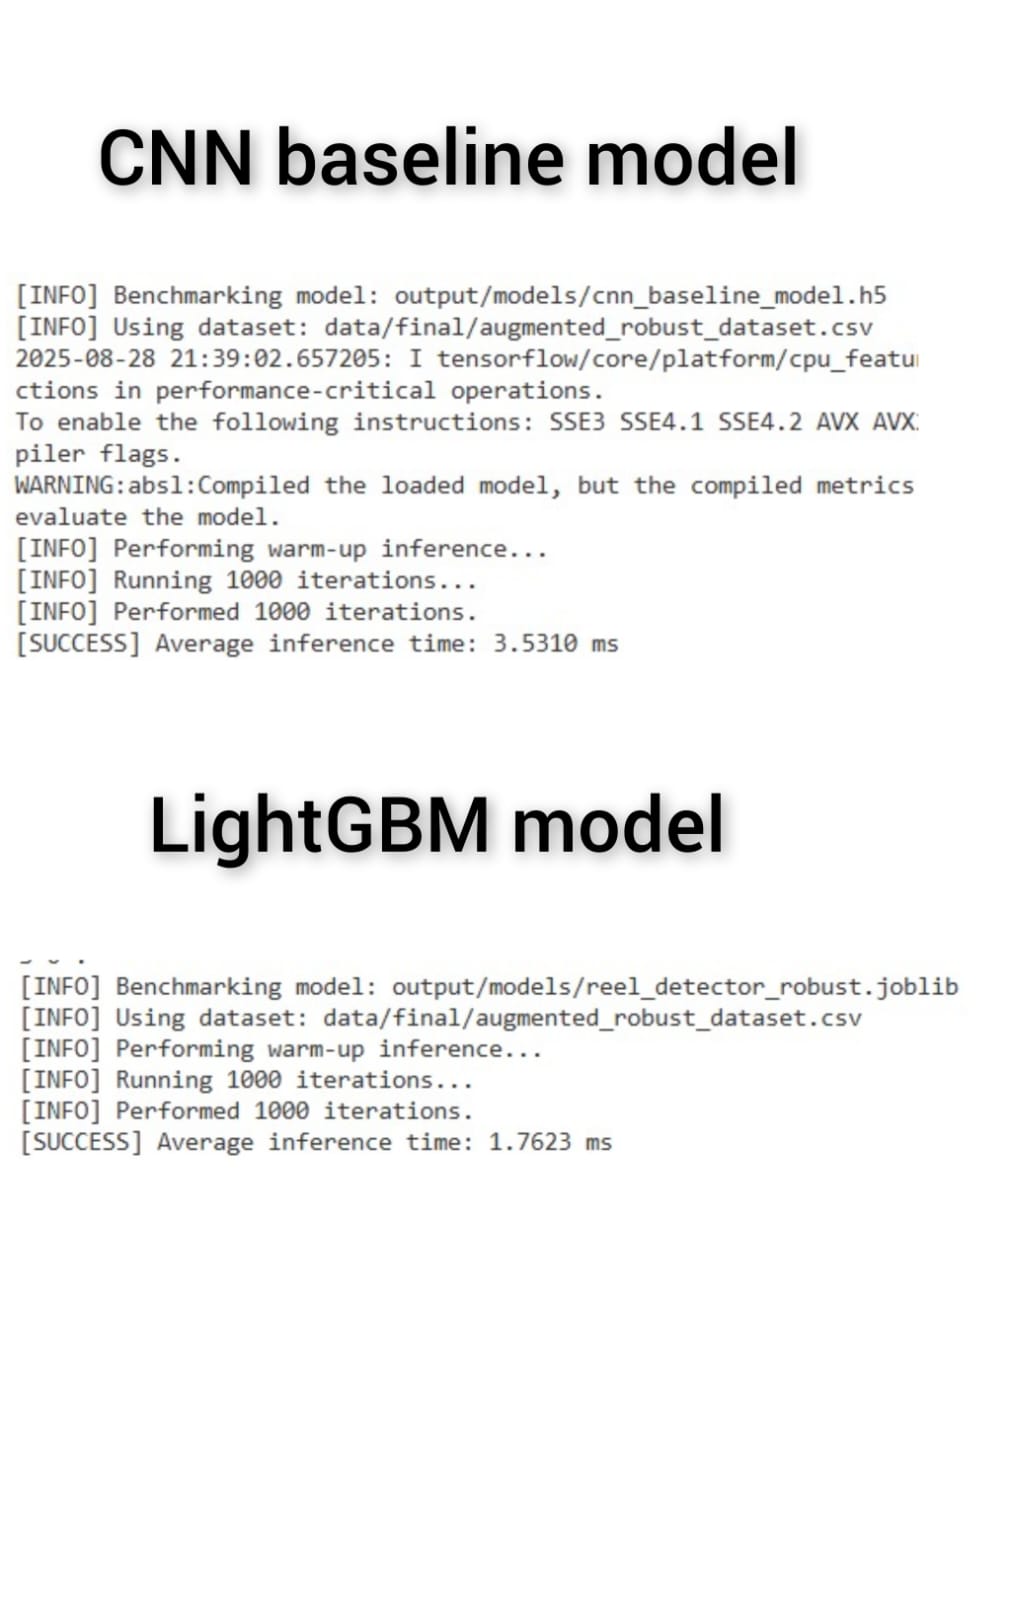 CNN baseline model
[INFO] Benchmarking model: output/models/cnn_baseline_model.h5
[INFO] Using dataset: data/final/augmented_robust_dataset.csv
2025-08-28 21:39:02.657205: I tensorflow/core/platform/cpu_featu
ctions in performance-critical operations.
To enable the following instructions: SSE3 SSE4.1 SSE4.2 AVX AVX
piler flags.
WARNING:absl:Compiled the loaded model, but the compiled metrics
evaluate the model.
[INFO] Performing warm-up inference...
[INFO] Running 1000 iterations...
[INFO] Performed 1000 iterations.
[SUCCESS] Average inference time: 3.5310 ms
LightGBM model
[INFO] Benchmarking model: output/models/reel_detector_robust.joblib
[INFO] Using dataset: data/final/augmented_robust_dataset.csv
[INFO] Performing warm-up inference...
[INFO] Running 1000 iterations...
[INFO] Performed 1000 iterations.
[SUCCESS] Average inference time: 1.7623 ms